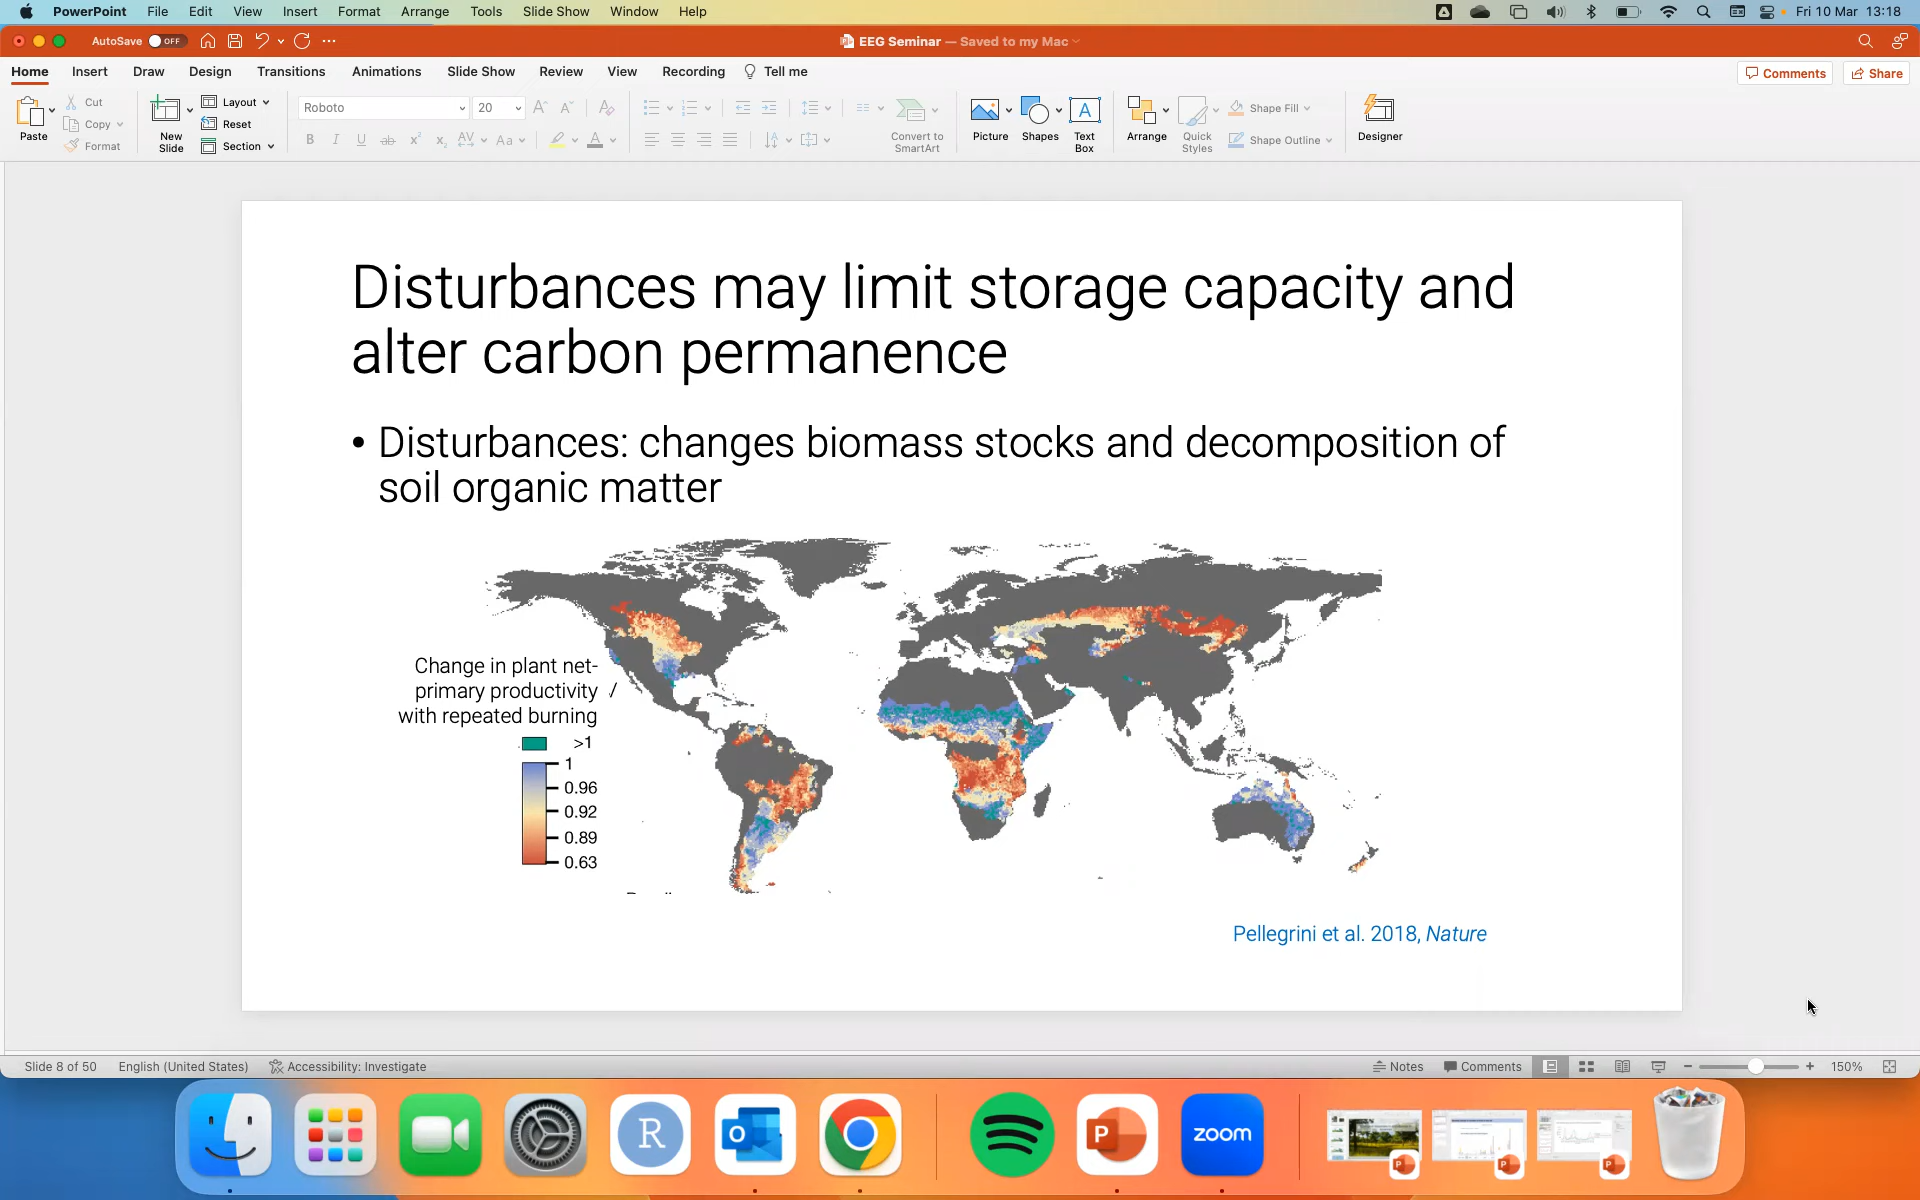 PowerPoint File Edit View Insert Format Arrange Tools Slide Show Window Help Fri 10 Mar 13:18
AutoSave OFF EEG Seminar — Saved to my Mac
Home Insert Draw Design Transitions Animations Slide Show Review View Recording Tell me Comments Share
Paste
Cut
Copy
Format
New Slide
Layout
Reset
Section
Roboto 20
Convert to SmartArt
Picture
Shapes
Text Box
Arrange
Quick Styles
Shape Fill
Shape Outline
Designer
Disturbances may limit storage capacity and
alter carbon permanence
• Disturbances: changes biomass stocks and decomposition of
soil organic matter
Change in plant net-
primary productivity
with repeated burning
>1
1
0.96
0.92
0.89
0.63
Pellegrini et al. 2018, Nature
Slide 8 of 50 English (United States) Accessibility: Investigate Notes Comments 150%
zoom